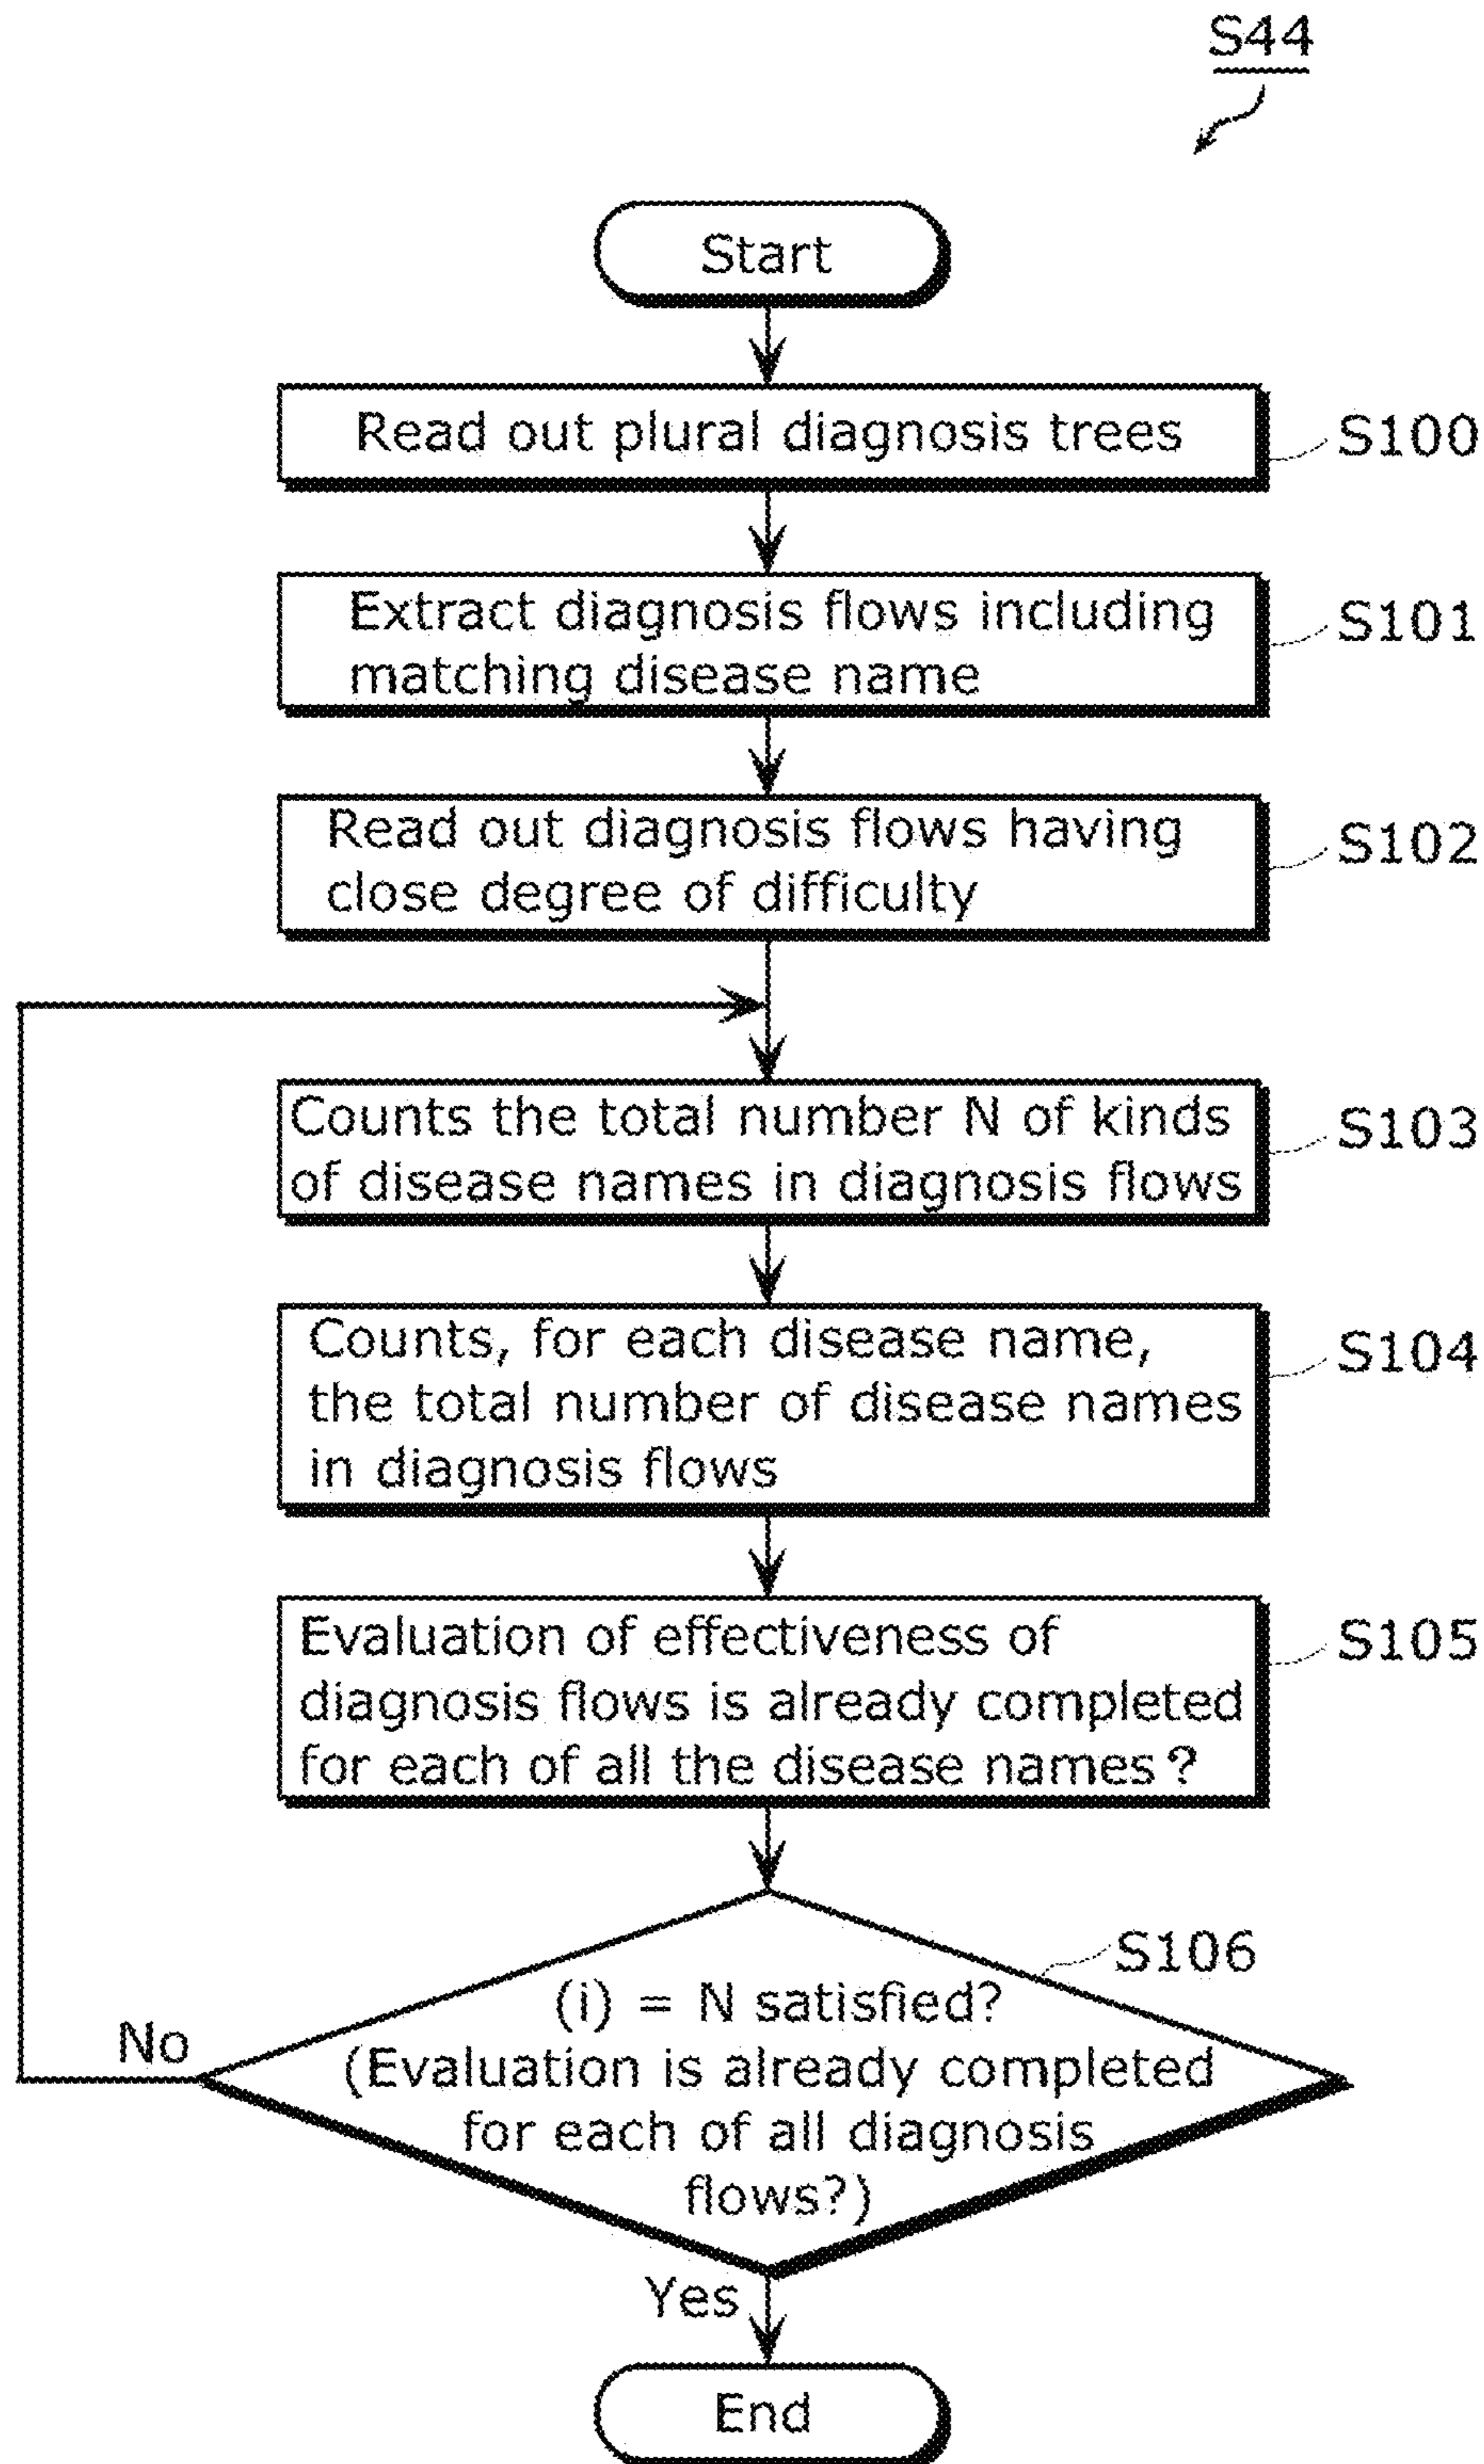 S44
Start
Read out plural diagnosis trees
S100
Extract diagnosis flows including
matching disease name
S101
Read out diagnosis flows having
close degree of difficulty
S102
Counts the total number N of kinds
of disease names in diagnosis flows
S103
Counts, for each disease name,
the total number of disease names
in diagnosis flows
S104
Evaluation of effectiveness of
diagnosis flows is already completed
for each of all the disease names?
S105
S106
(i) = N satisfied?
(Evaluation is already completed
for each of all diagnosis
flows?)
No
Yes
End